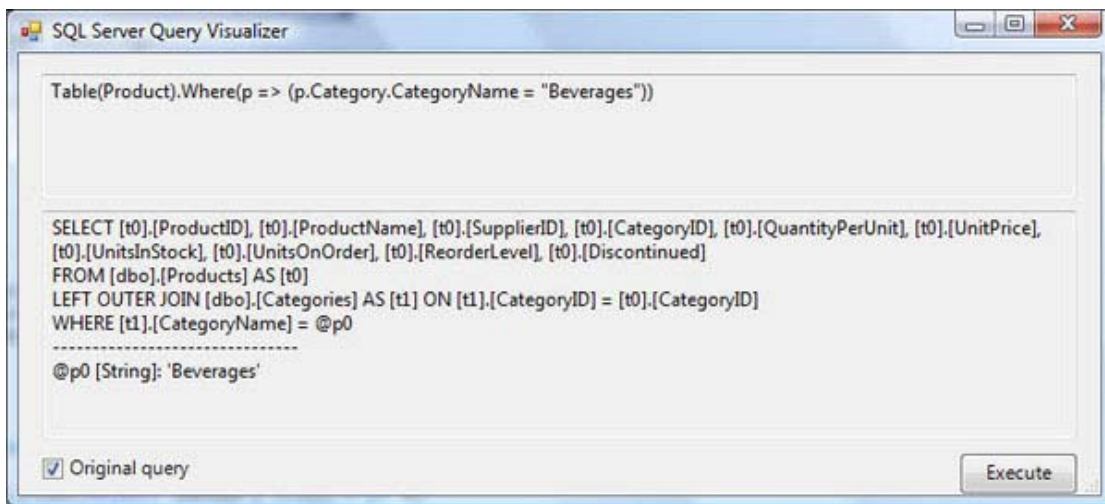 SQL Server Query Visualizer
Table(Product).Where(p => (p.Category.CategoryName = "Beverages"))
SELECT [t0].[ProductID], [t0].[ProductName], [t0].[SupplierID], [t0].[CategoryID], [t0].[QuantityPerUnit], [t0].[UnitPrice],
[t0].[UnitsInStock], [t0].[UnitsOnOrder], [t0].[ReorderLevel], [t0].[Discontinued]
FROM [dbo].[Products] AS [t0]
LEFT OUTER JOIN [dbo].[Categories] AS [t1] ON [t1].[CategoryID] = [t0].[CategoryID]
WHERE [t1].[CategoryName] = @p0
-------------------------------
@p0 [String]: 'Beverages'
Original query
Execute